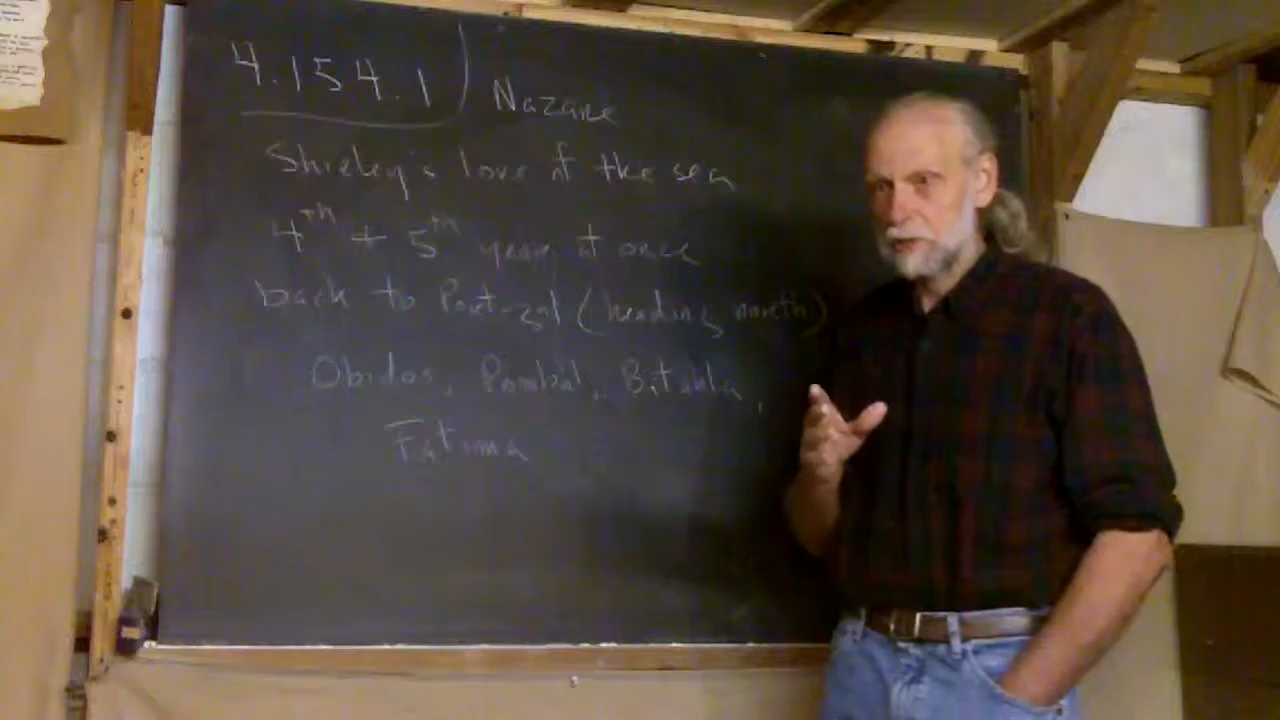 4.154.1) Nazare
Shirley's love of the sea
4th + 5th year at once
back to Portugal (heading north)
Obidos, Pombal, Batahla,
Fatima